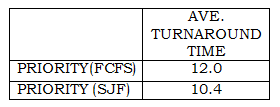 AVE.
TURNAROUND
TIME
PRIORITY(FCFS) 12.0
PRIORITY (SJF) 10.4